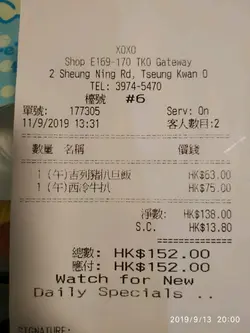 XOXO
Shop E169-170 TKO Gateway
2 Sheung Ning Rd, Tseung Kwan O
TEL: 3974-5470
檯號 #6
單號: 177305 Serv: On
11/9/2019 13:31 客人數目:2
數量 名稱 價錢
1 (午)吉列豬扒旦飯 HK$63.00
1 (午)西冷牛扒 HK$75.00
淨數: HK$138.00
S.C. HK$13.80
總數: HK$152.00
應付: HK$152.00
Watch for New
Daily Specials ..
SIGNATURE:
2019/9/13 20:00